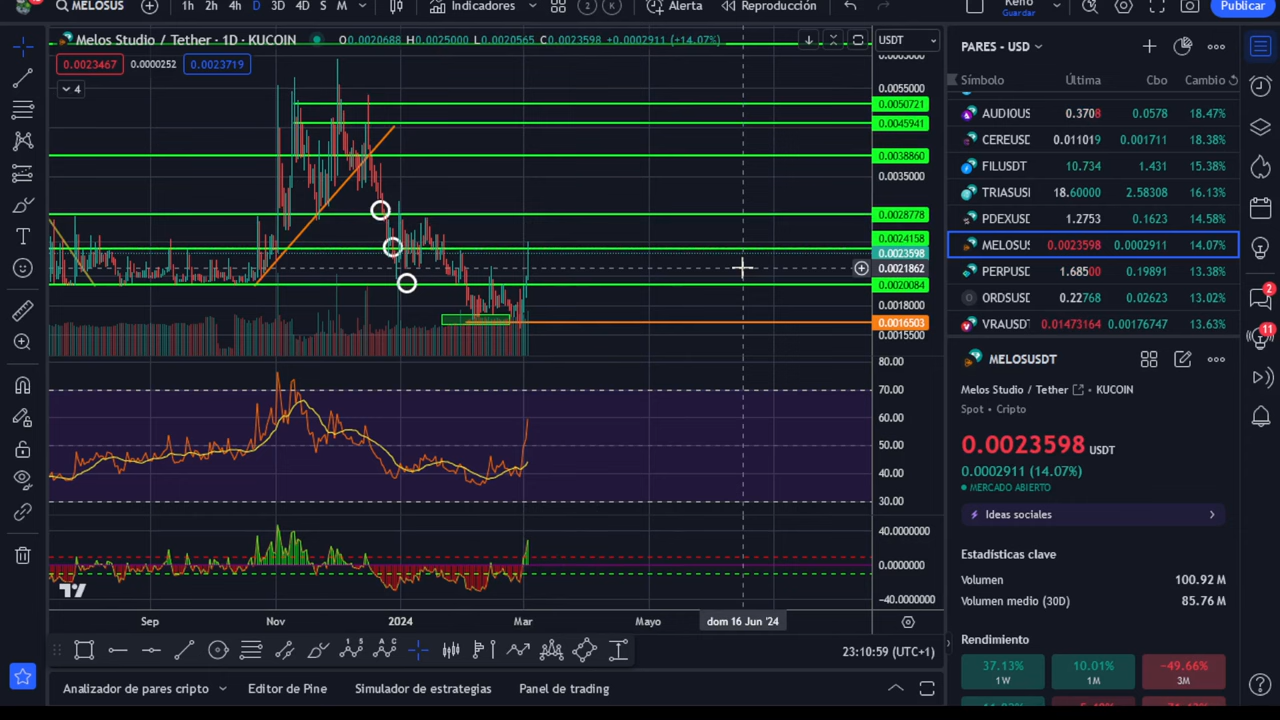 MELOSUS
1h 2h 4h D 3D 4D S M
Indicadores
2 K
Alerta
Reproducción
Keno
Guardar
Publicar
Melos Studio / Tether · 1D · KUCOIN
O0.0020688 H0.0025000 L0.0020565 C0.0023598 +0.0002911 (+14.07%)
USDT
0.0023467 0.0000252 0.0023719
4
0.0055000
0.0050721
0.0045941
0.0038860
0.0035000
0.0028778
0.0024158
0.0023598
0.0021862
0.0020084
0.0018000
0.0016503
0.0015500
80.00
70.00
60.00
50.00
40.00
30.00
40.0000000
0.0000000
−40.0000000
Sep Nov 2024 Mar Mayo dom 16 Jun '24
23:10:59 (UTC+1)
Analizador de pares cripto
Editor de Pine
Simulador de estrategias
Panel de trading
PARES - USD
Símbolo Última Cbo Cambio
AUDIOUS 0.3708 0.0578 18.47%
CEREUSD 0.011019 0.001711 18.38%
FILUSDT 10.734 1.431 15.38%
TRIASUSI 18.60000 2.58308 16.13%
PDEXUSD 1.2753 0.1623 14.58%
MELOSUS 0.0023598 0.0002911 14.07%
PERPUSD 1.68500 0.19891 13.38%
ORDSUSD 0.22768 0.02623 13.02%
VRAUSDT 0.01473164 0.00176747 13.63%
MELOSUSDT
Melos Studio / Tether · KUCOIN
Spot · Cripto
0.0023598 USDT
0.0002911 (14.07%)
MERCADO ABIERTO
Ideas sociales
Estadísticas clave
Volumen 100.92 M
Volumen medio (30D) 85.76 M
Rendimiento
37.13% 10.01% −49.66%
1W 1M 3M
2
11